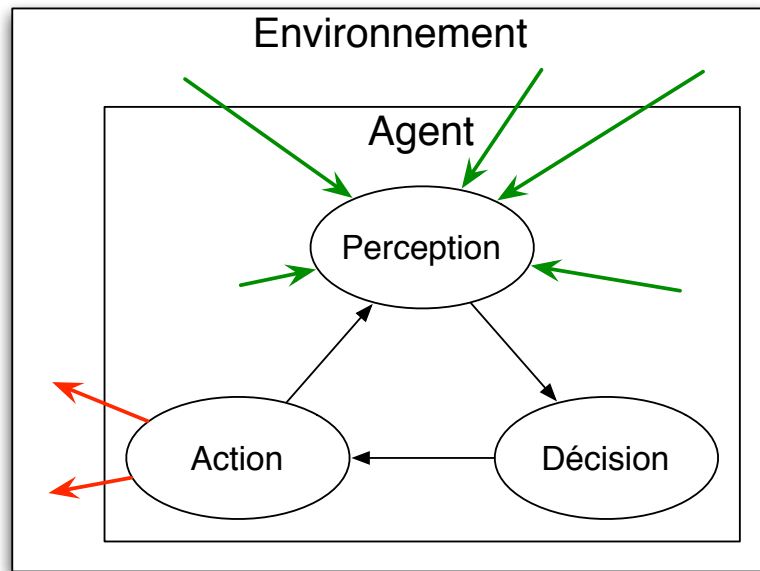 Environnement
Agent
Perception
Action
Décision